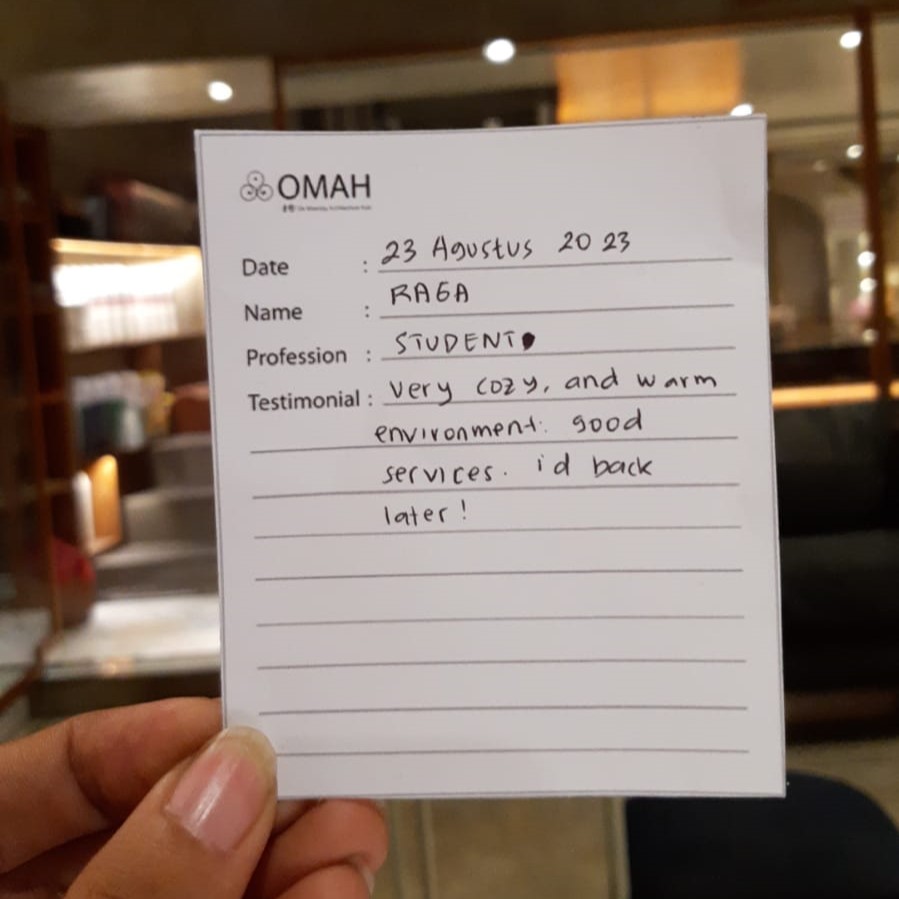 OMAH
Date : 23 Agustus 2023
Name : RAGA
Profession : STUDENT
Testimonial : very cozy, and warm
environment. good
services. id back
later!